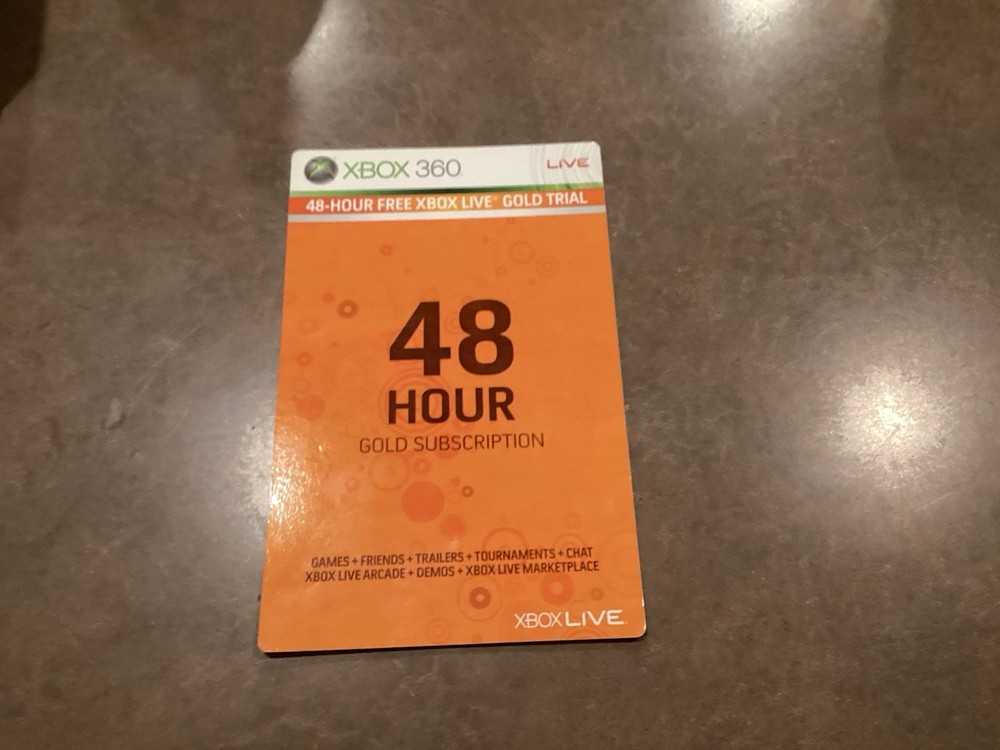 XBOX 360
LIVE
48-HOUR FREE XBOX LIVE® GOLD TRIAL
48
HOUR
GOLD SUBSCRIPTION
GAMES + FRIENDS + TRAILERS + TOURNAMENTS + CHAT
XBOX LIVE ARCADE + DEMOS + XBOX LIVE MARKETPLACE
XBOX LIVE